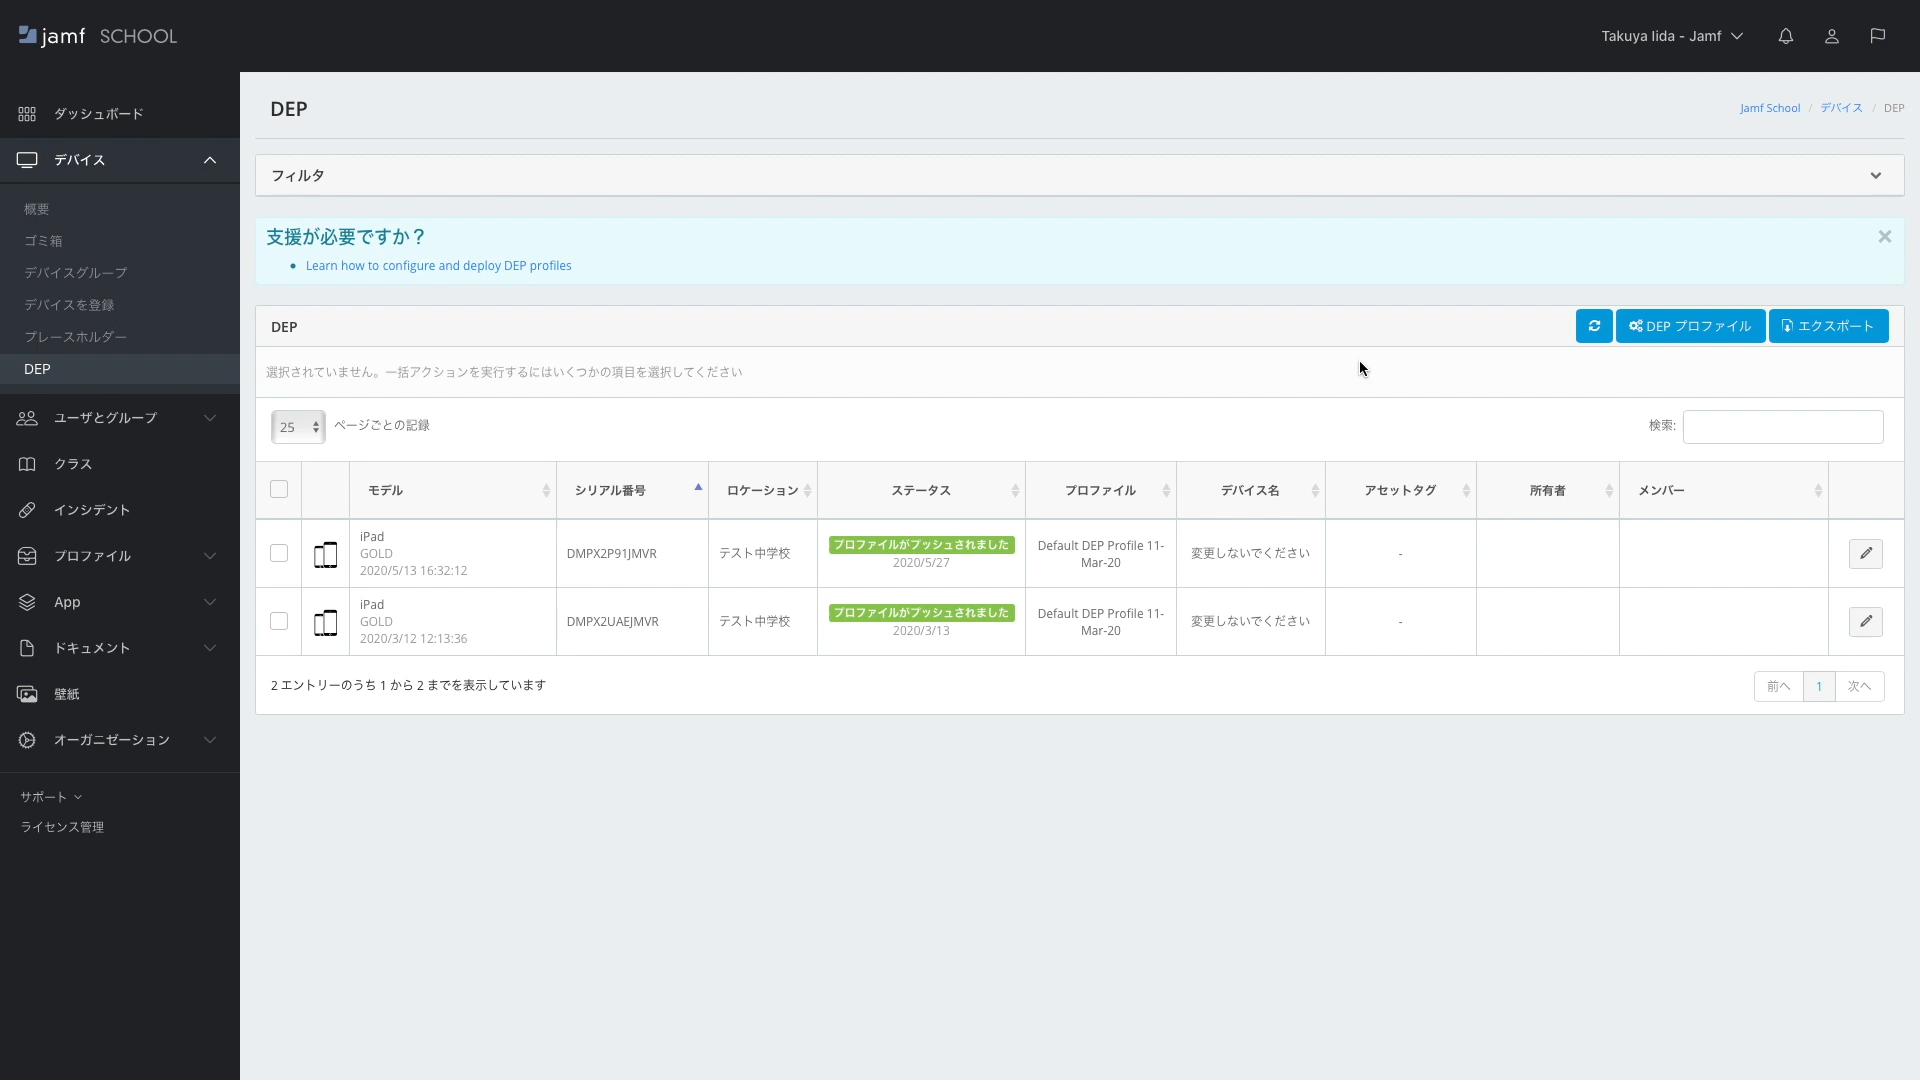 jamf SCHOOL
Takuya Iida - Jamf
ダッシュボード
デバイス
概要
ゴミ箱
デバイスグループ
デバイスを登録
プレースホルダー
DEP
ユーザとグループ
クラス
インシデント
プロファイル
App
ドキュメント
壁紙
オーガニゼーション
サポート
ライセンス管理
DEP
Jamf School / デバイス / DEP
フィルタ
支援が必要ですか？
Learn how to configure and deploy DEP profiles
DEP
DEP プロファイル
エクスポート
選択されていません。一括アクションを実行するにはいくつかの項目を選択してください
25 ページごとの記録
検索:
モデル シリアル番号 ロケーション ステータス プロファイル デバイス名 アセットタグ 所有者 メンバー
iPad
GOLD
2020/5/13 16:32:12
DMPX2P91JMVR
テスト中学校
プロファイルがプッシュされました
2020/5/27
Default DEP Profile 11-
Mar-20
変更しないでください
-
iPad
GOLD
2020/3/12 12:13:36
DMPX2UAEJMVR
テスト中学校
プロファイルがプッシュされました
2020/3/13
Default DEP Profile 11-
Mar-20
変更しないでください
-
2 エントリーのうち 1 から 2 までを表示しています
前へ 1 次へ